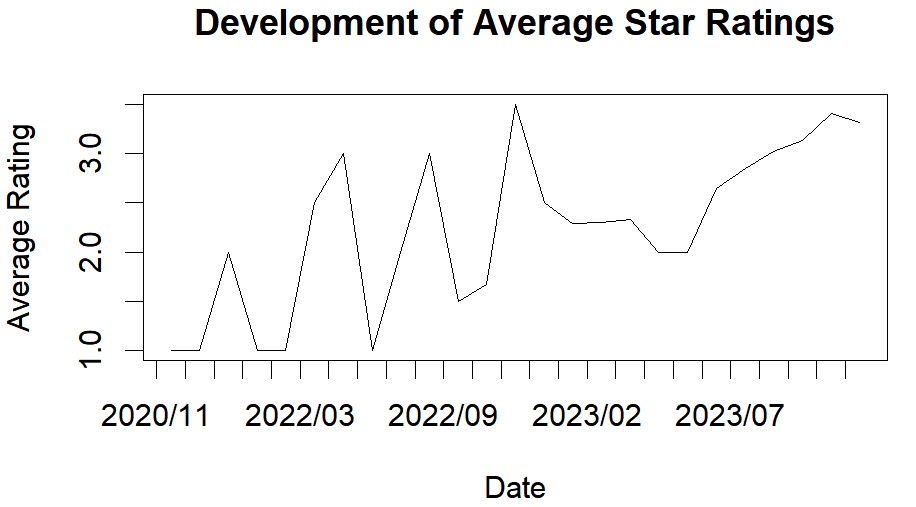 Development of Average Star Ratings
Average Rating
3.0
2.0
1.0
2020/11 2022/03 2022/09 2023/02 2023/07
Date